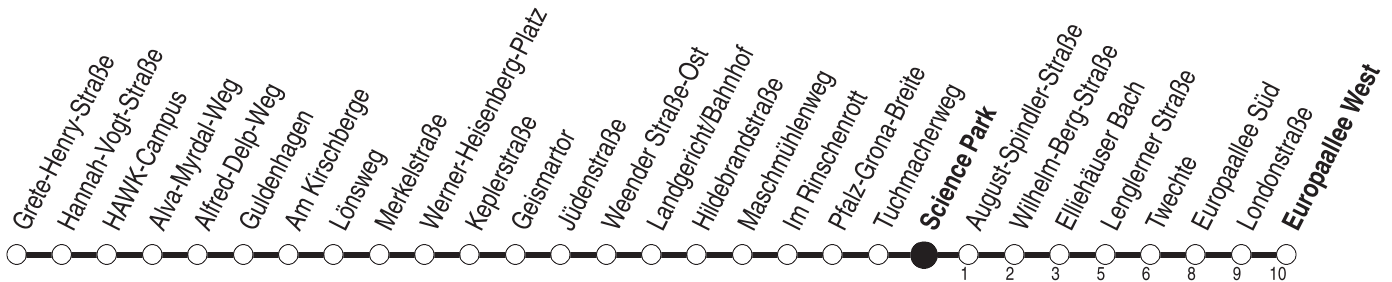 Grete-Henry-Straße
Hannah-Vogt-Straße
HAWK-Campus
Alva-Myrdal-Weg
Alfred-Delp-Weg
Guldenhagen
Am Kirschberge
Lönsweg
Merkelstraße
Werner-Heisenberg-Platz
Keplerstraße
Geismartor
Jüdenstraße
Weender Straße-Ost
Landgericht/Bahnhof
Hildebrandstraße
Maschmühlenweg
Im Rinschenrott
Pfalz-Grona-Breite
Tuchmacherweg
Science Park
August-Spindler-Straße
Wilhelm-Berg-Straße
Elliehäuser Bach
Lenglerner Straße
Twechte
Europaallee Süd
Londonstraße
Europaallee West
1 2 3 5 6 8 9 10